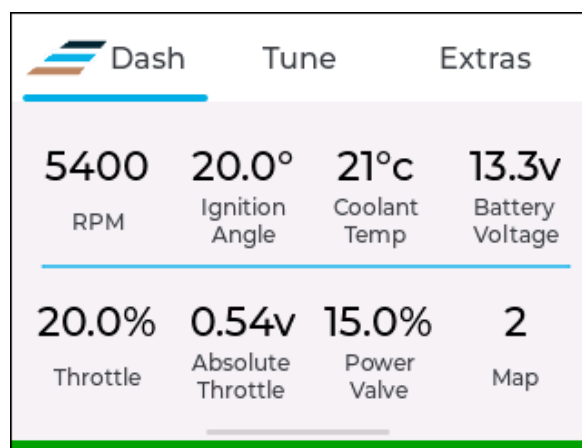 Dash Tune Extras
5400 20.0° 21°c 13.3v
RPM Ignition Angle Coolant Temp Battery Voltage
20.0% 0.54v 15.0% 2
Throttle Absolute Throttle Power Valve Map